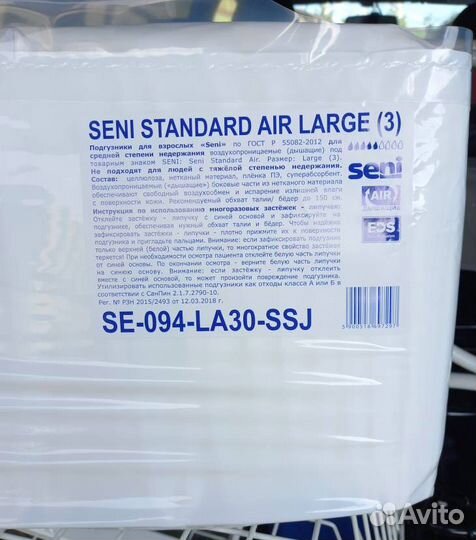 SENI STANDARD AIR LARGE (3)
Подгузники для взрослых «Seni» по ГОСТ Р 55082-2012 для
средней степени недержания воздухопроницаемые (дышащие) под
товарным знаком SENI: Seni Standard Air. Размер: Large (3).
Не подходят для людей с тяжёлой степенью недержания.
Состав: целлюлоза, нетканый материал, плёнка ПЭ, суперабсорбент.
Воздухопроницаемые («дышащие») боковые части из нетканого материала
обеспечивают свободный воздухообмен и испарение излишней влаги
с поверхности кожи. Рекомендуемый обхват талии/ бёдер до 150 см.
Инструкция по использованию многоразовых застёжек - липучек:
Отклейте застёжку - липучку с синей основой и зафиксируйте на
подгузнике, обеспечивая нужный обхват талии и бёдер. Чтобы надёжно
зафиксировать застёжки - липучки - плотно прижмите их к поверхности
подгузника и пригладьте пальцами. Внимание: если зафиксировать подгузник
только верхней (белой) частью липучки, то многократное свойство застёжек
теряется! При необходимости осмотра пациента отклейте белую часть липучки
от синей основы. По окончании осмотра - верните белую часть липучки
на синюю основу. Внимание: если застёжку - липучку отклеить
вместе с синей основой, то может произойти повреждение подгузника.
Утилизировать использованные подгузники как отходы класса А или Б в
соответствии с СанПин 2.1.7.2790-10.
Рег. № РЗН 2015/2493 от 12.03.2018 г.
seni
AIR
EDS
SE-094-LA30-SSJ
5900516697297
Avito